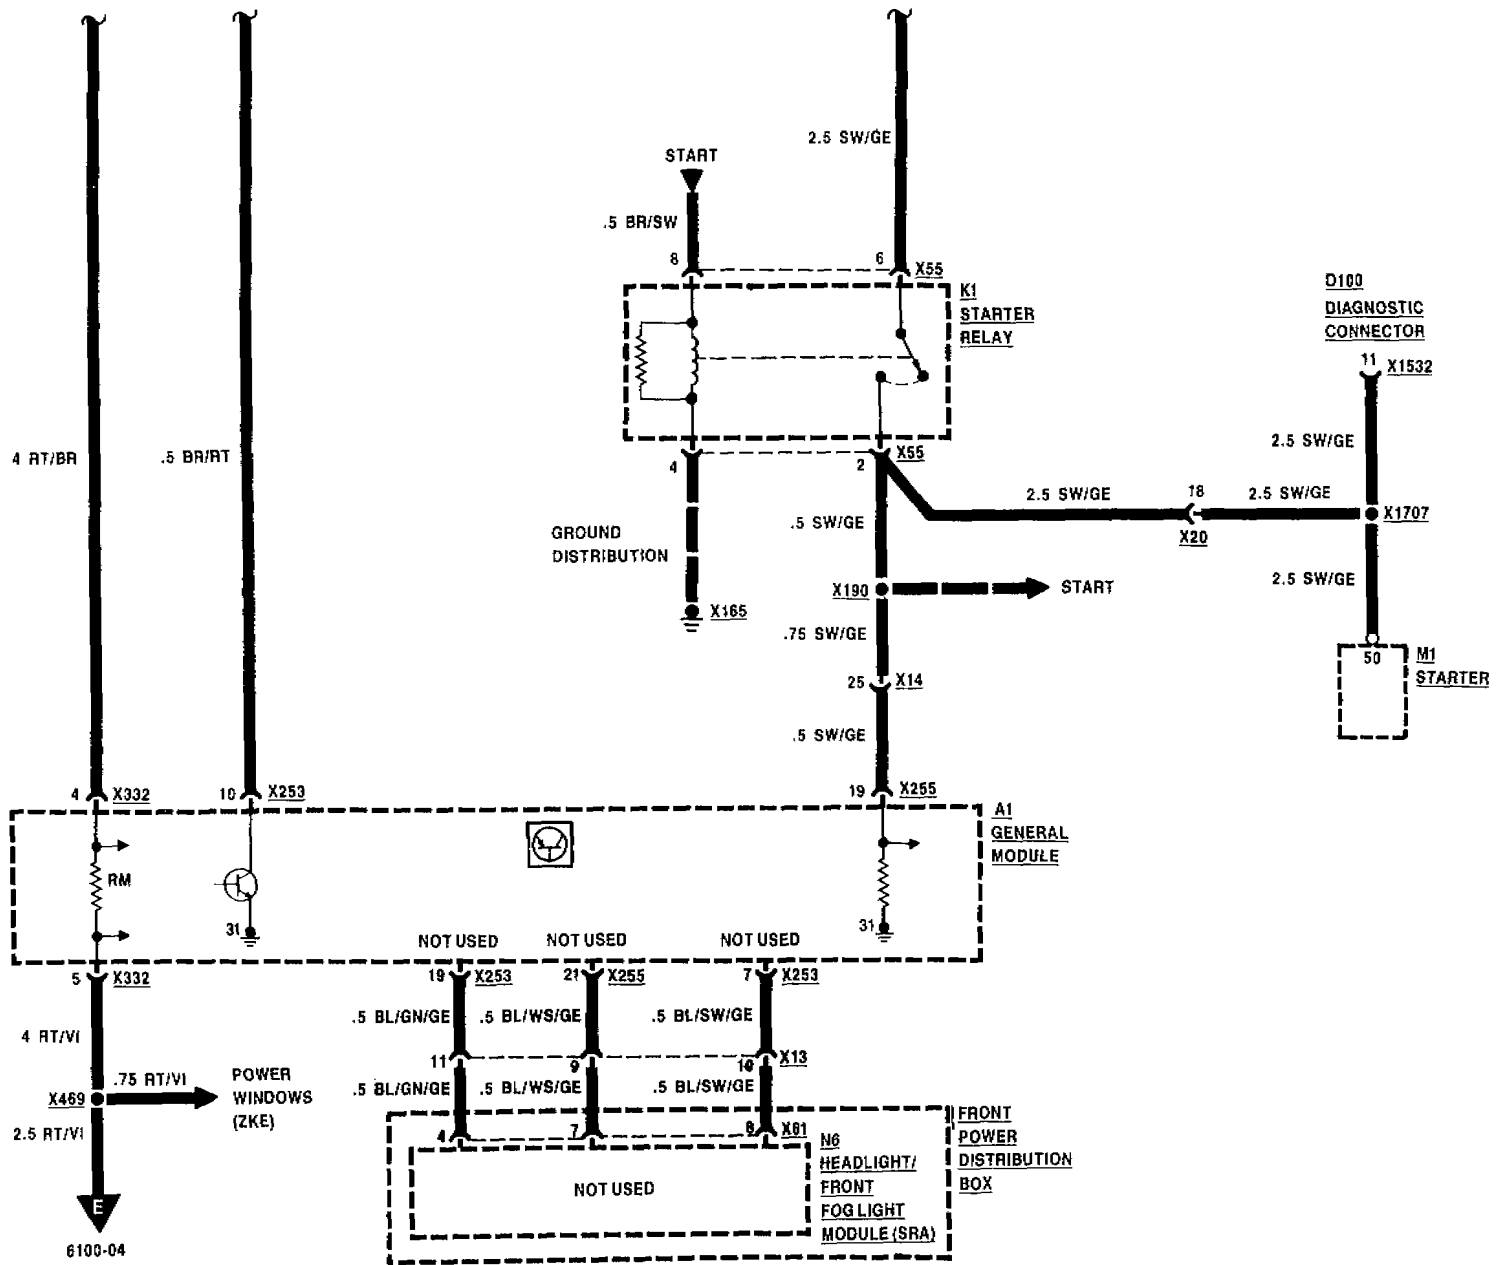 2.5 SW/GE
START
.5 BR/SW
8
6
X55
K1
STARTER
RELAY
D100
DIAGNOSTIC
CONNECTOR
11
X1532
4 RT/BR
.5 BR/RT
2.5 SW/GE
4
2
X55
2.5 SW/GE
18
2.5 SW/GE
X1707
X20
.5 SW/GE
GROUND
DISTRIBUTION
2.5 SW/GE
X190
START
X165
.75 SW/GE
50
M1
STARTER
25
X14
.5 SW/GE
4
X332
10
X253
19
X255
A1
GENERAL
MODULE
RM
31
31
NOT USED
NOT USED
NOT USED
5
X332
19
X253
21
X255
7
X253
4 RT/VI
.5 BL/GN/GE
.5 BL/WS/GE
.5 BL/SW/GE
11
9
10
X13
.75 RT/VI
POWER
WINDOWS
(ZKE)
X469
.5 BL/GN/GE
.5 BL/WS/GE
.5 BL/SW/GE
2.5 RT/VI
4
7
8
X61
FRONT
POWER
DISTRIBUTION
BOX
N6
HEADLIGHT/
FRONT
FOG LIGHT
MODULE (SRA)
NOT USED
E
6100-04